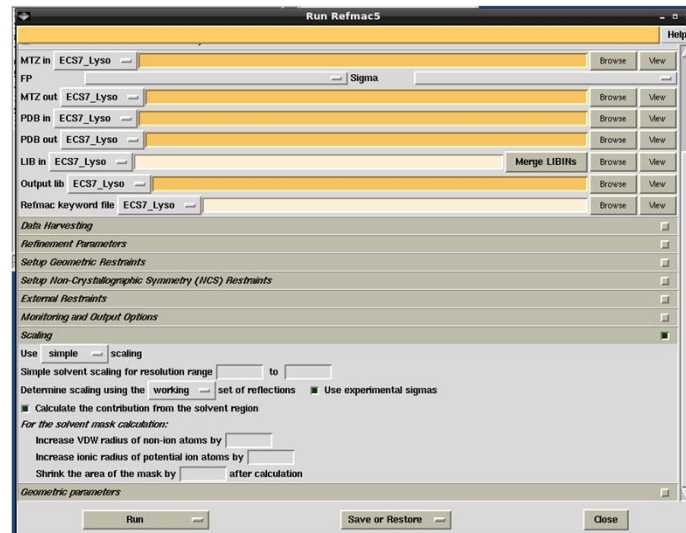 Run Refmac5
Help
MTZ in ECS7_Lyso Browse View
FP Sigma
MTZ out ECS7_Lyso Browse View
PDB in ECS7_Lyso Browse View
PDB out ECS7_Lyso Browse View
LIB in ECS7_Lyso Merge LIBINs Browse View
Output lib ECS7_Lyso Browse View
Refmac keyword file ECS7_Lyso Browse View
Data Harvesting
Refinement Parameters
Setup Geometric Restraints
Setup Non-Crystallographic Symmetry (NCS) Restraints
External Restraints
Monitoring and Output Options
Scaling
Use simple scaling
Simple solvent scaling for resolution range to
Determine scaling using the working set of reflections Use experimental sigmas
Calculate the contribution from the solvent region
For the solvent mask calculation:
Increase VDW radius of non-ion atoms by
Increase ionic radius of potential ion atoms by
Shrink the area of the mask by after calculation
Geometric parameters
Run Save or Restore Close